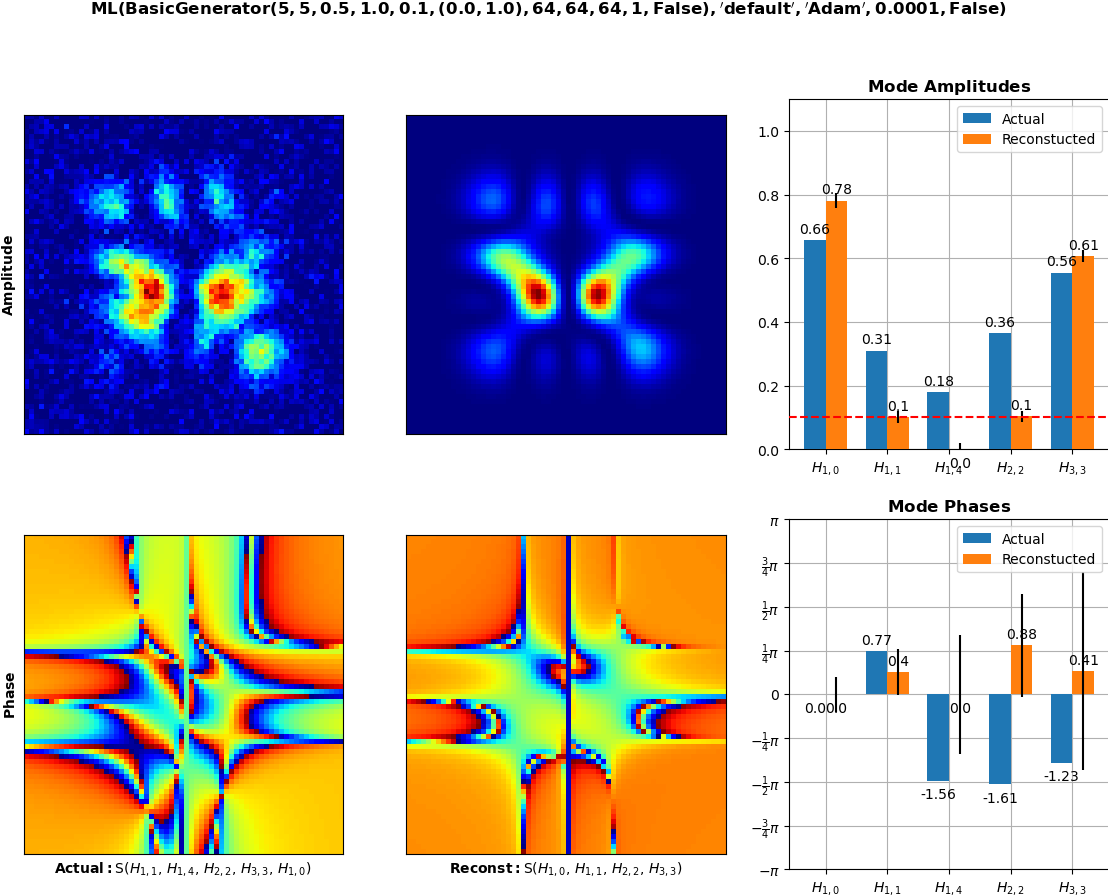 ML(BasicGenerator(5, 5, 0.5, 1.0, 0.1, (0.0, 1.0), 64, 64, 64, 1, False), ′default′, ′Adam′, 0.0001, False)
Amplitude
Mode Amplitudes
Actual
Reconstucted
1.0
0.8
0.6
0.4
0.2
0.0
0.66
0.78
0.31
0.1
0.18
0.0
0.36
0.1
0.56
0.61
H1,0 H1,1 H1,4 H2,2 H3,3
Phase
Actual: S(H1,1, H1,4, H2,2, H3,3, H1,0)
Reconst: S(H1,0, H1,1, H2,2, H3,3)
Mode Phases
Actual
Reconstucted
π
3/4π
1/2π
1/4π
0
−1/4π
−1/2π
−3/4π
−π
0.0
0.0
0.77
0.4
-1.56
0.0
-1.61
0.88
-1.23
0.41
H1,0 H1,1 H1,4 H2,2 H3,3